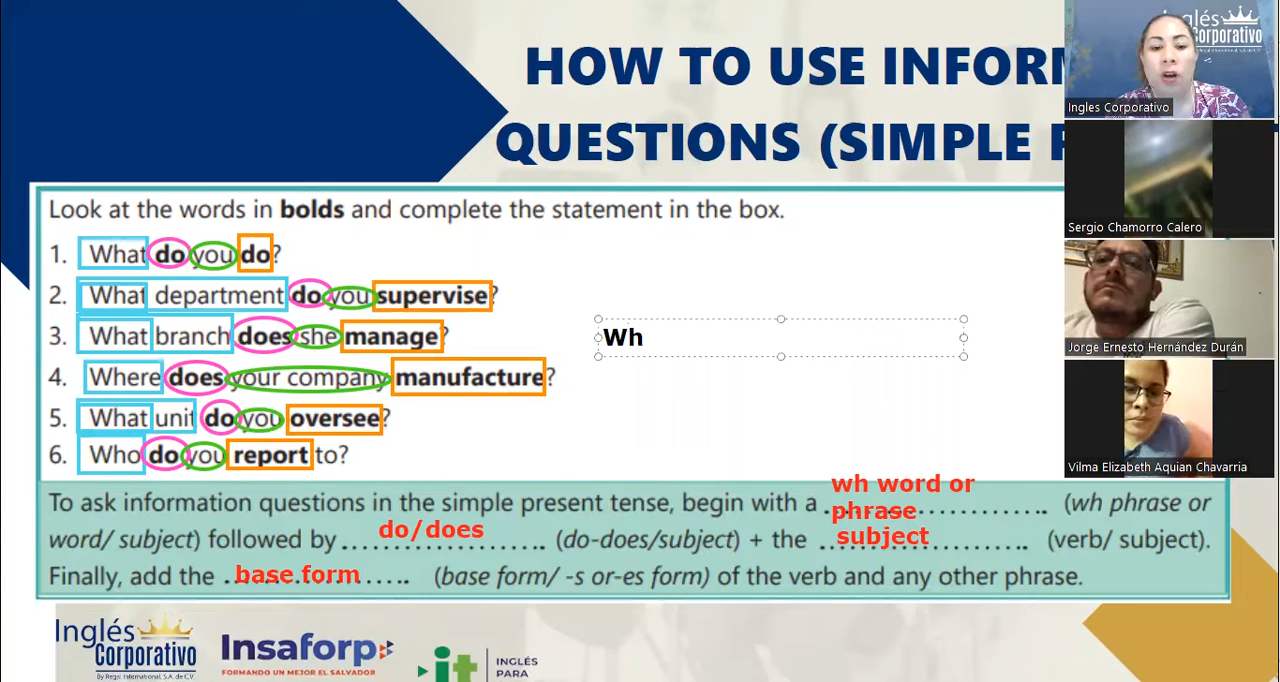 HOW TO USE INFOR
QUESTIONS (SIMPLE
Inglés
Corporativo
Ingles Corporativo
Sergio Chamorro Calero
Jorge Ernesto Hernández Durán
Vilma Elizabeth Aquian Chavarria
Look at the words in bolds and complete the statement in the box.
1. What do you do?
2. What department do you supervise?
3. What branch does she manage?
4. Where does your company manufacture?
5. What unit do you oversee?
6. Who do you report to?
Wh
To ask information questions in the simple present tense, begin with a wh word or phrase (wh phrase or
word/ subject) followed by do/does (do-does/subject) + the subject (verb/ subject).
Finally, add the base form (base form/ -s or-es form) of the verb and any other phrase.
Inglés
Corporativo
By Regal International, S.A. de C.V.
Insaforp
FORMANDO UN MEJOR EL SALVADOR
it
INGLÉS
PARA